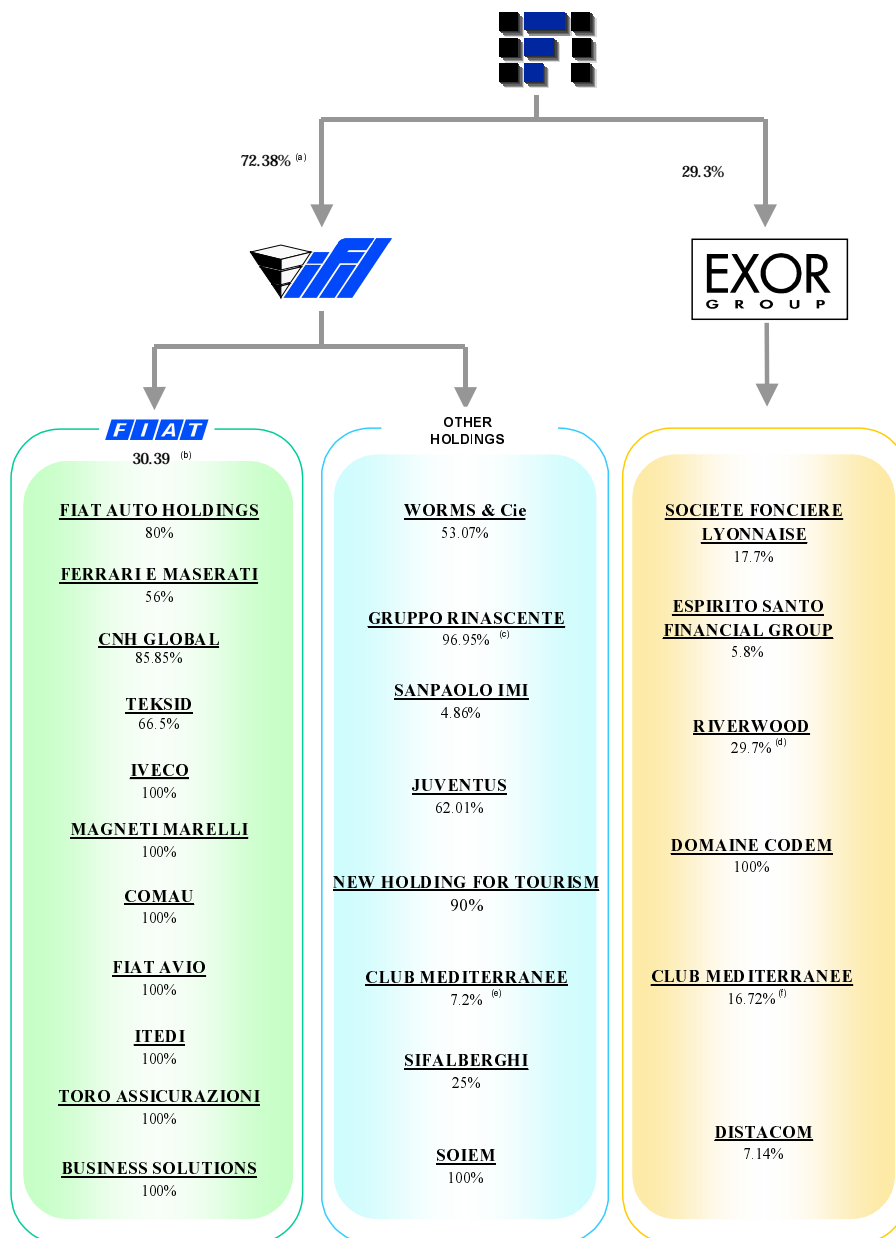 72.38% (a)
29.3%
ifil
EXOR
GROUP
FIAT
30.39 (b)
FIAT AUTO HOLDINGS
80%
FERRARI E MASERATI
56%
CNH GLOBAL
85.85%
TEKSID
66.5%
IVECO
100%
MAGNETI MARELLI
100%
COMAU
100%
FIAT AVIO
100%
ITEDI
100%
TORO ASSICURAZIONI
100%
BUSINESS SOLUTIONS
100%
OTHER
HOLDINGS
WORMS & Cie
53.07%
GRUPPO RINASCENTE
96.95% (c)
SANPAOLO IMI
4.86%
JUVENTUS
62.01%
NEW HOLDING FOR TOURISM
90%
CLUB MEDITERRANEE
7.2% (e)
SIFALBERGHI
25%
SOIEM
100%
SOCIETE FONCIERE
LYONNAISE
17.7%
ESPIRITO SANTO
FINANCIAL GROUP
5.8%
RIVERWOOD
29.7% (d)
DOMAINE CODEM
100%
CLUB MEDITERRANEE
16.72% (f)
DISTACOM
7.14%